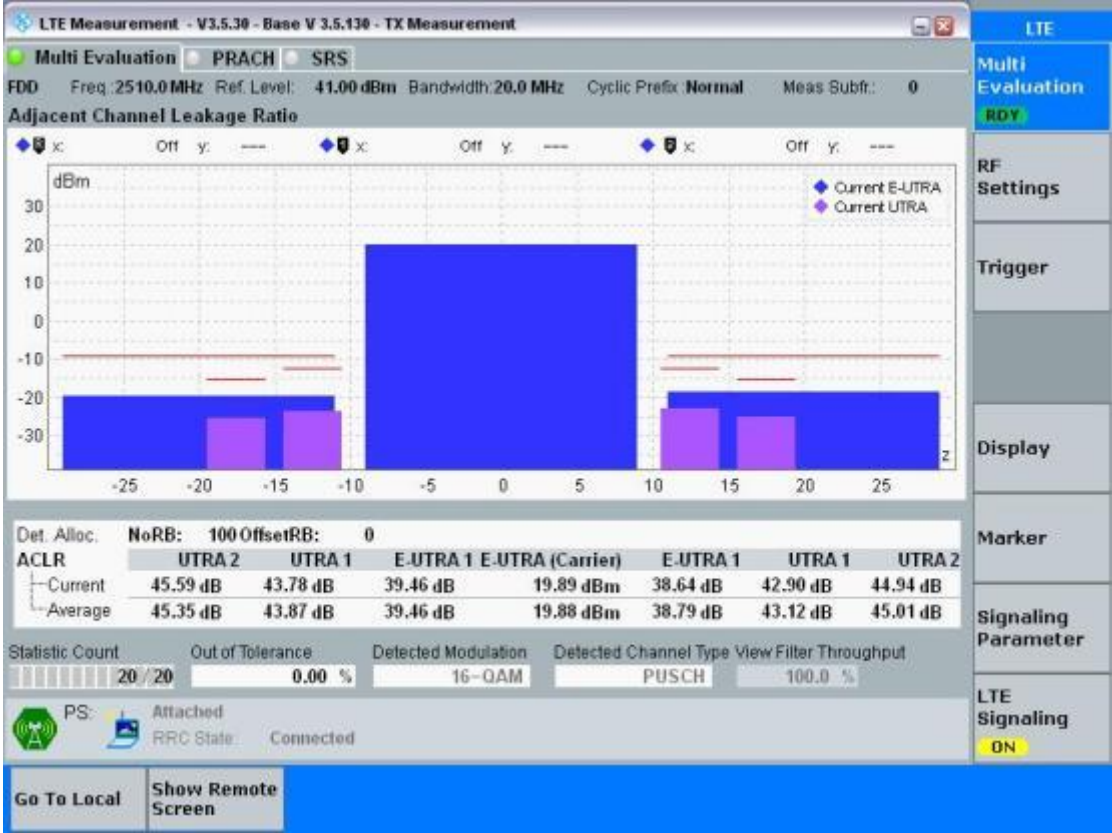 LTE Measurement - V3.5.30 - Base V 3.5.130 - TX Measurement
LTE
Multi Evaluation PRACH SRS
Multi
Evaluation
RDY
FDD Freq.:2510.0 MHz Ref. Level: 41.00 dBm Bandwidth:20.0 MHz Cyclic Prefix:Normal Meas Subfr.: 0
Adjacent Channel Leakage Ratio
x: Off y: --- x: Off y: --- x: Off y: ---
dBm
Current E-UTRA
Current UTRA
30
20
10
0
-10
-20
-30
z
-25 -20 -15 -10 -5 0 5 10 15 20 25
RF
Settings
Trigger
Display
Marker
Signaling
Parameter
LTE
Signaling
ON
Det. Alloc. NoRB: 100 OffsetRB: 0
ACLR UTRA 2 UTRA 1 E-UTRA 1 E-UTRA (Carrier) E-UTRA 1 UTRA 1 UTRA 2
Current 45.59 dB 43.78 dB 39.46 dB 19.89 dBm 38.64 dB 42.90 dB 44.94 dB
Average 45.35 dB 43.87 dB 39.46 dB 19.88 dBm 38.79 dB 43.12 dB 45.01 dB
Statistic Count Out of Tolerance Detected Modulation Detected Channel Type View Filter Throughput
20 / 20 0.00 % 16-QAM PUSCH 100.0 %
PS: Attached
RRC State: Connected
Go To Local
Show Remote
Screen